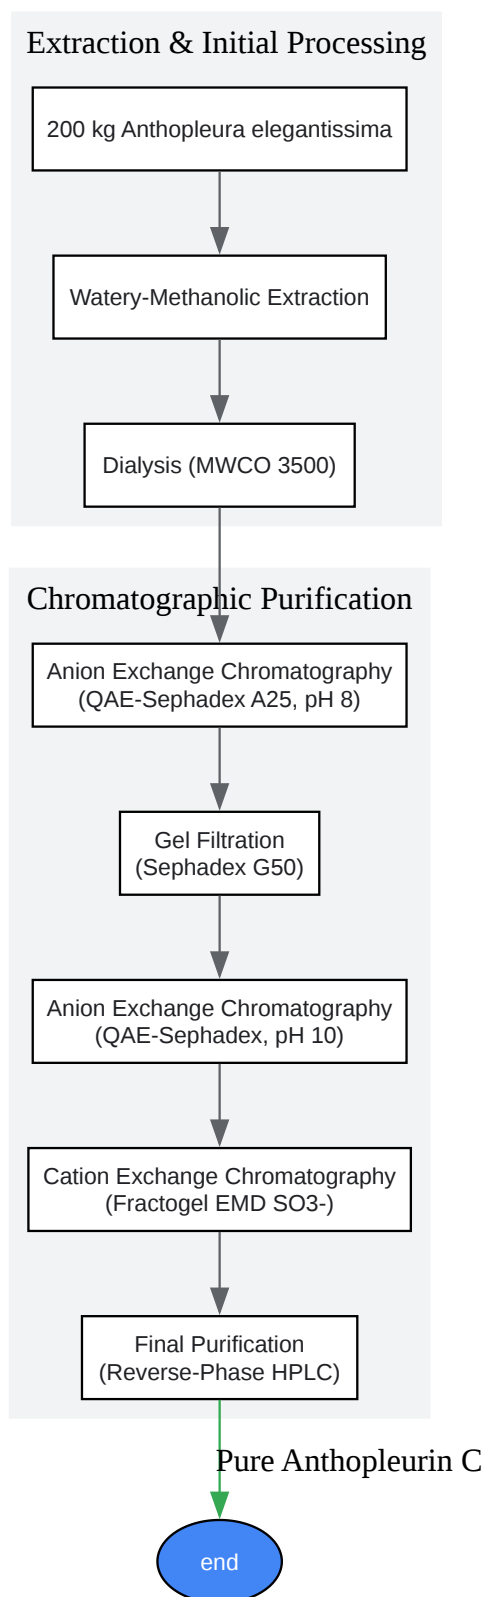 Extraction & Initial Processing
200 kg Anthopleura elegantissima
Watery-Methanolic Extraction
Dialysis (MWCO 3500)
Chromatographic Purification
Anion Exchange Chromatography
(QAE-Sephadex A25, pH 8)
Gel Filtration
(Sephadex G50)
Anion Exchange Chromatography
(QAE-Sephadex, pH 10)
Cation Exchange Chromatography
(Fractogel EMD SO3-)
Final Purification
(Reverse-Phase HPLC)
Pure Anthopleurin C
end